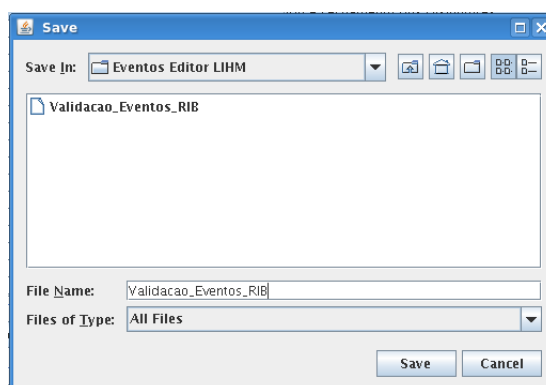 Save
Save In: Eventos Editor LIHM
Validacao_Eventos_RIB
File Name: Validacao_Eventos_RIB
Files of Type: All Files
Save Cancel